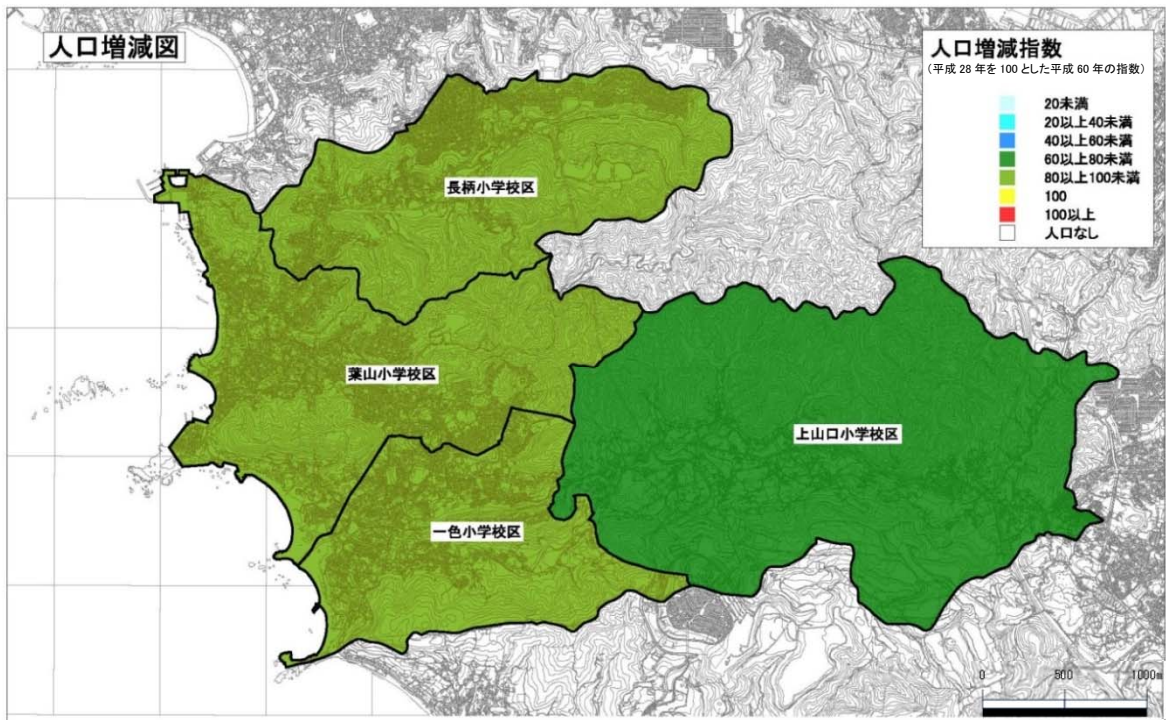 人口増減図
人口増減指数
(平成 28 年を 100 とした平成 60 年の指数)
20未満
20以上40未満
40以上60未満
60以上80未満
80以上100未満
100
100以上
人口なし
長柄小学校区
葉山小学校区
上山口小学校区
一色小学校区
0 500 1000m